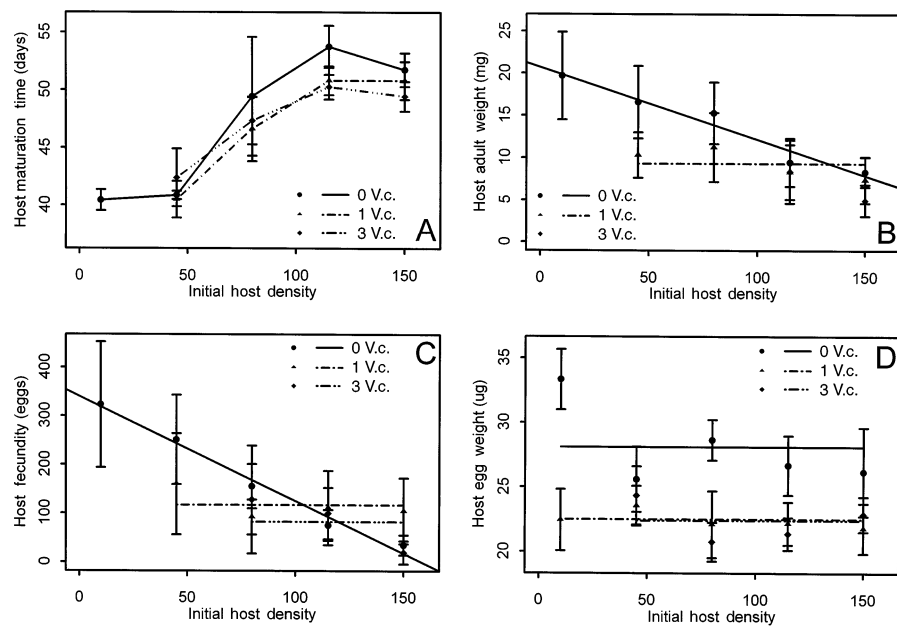 Host maturation time (days)
55
50
45
40
0 V.c.
1 V.c.
3 V.c.
A
0 50 100 150
Initial host density
Host adult weight (mg)
25
20
15
10
5
0
0 V.c.
1 V.c.
3 V.c.
B
0 50 100 150
Initial host density
Host fecundity (eggs)
400
300
200
100
0
0 V.c.
1 V.c.
3 V.c.
C
0 50 100 150
Initial host density
Host egg weight (ug)
35
30
25
20
0 V.c.
1 V.c.
3 V.c.
D
0 50 100 150
Initial host density